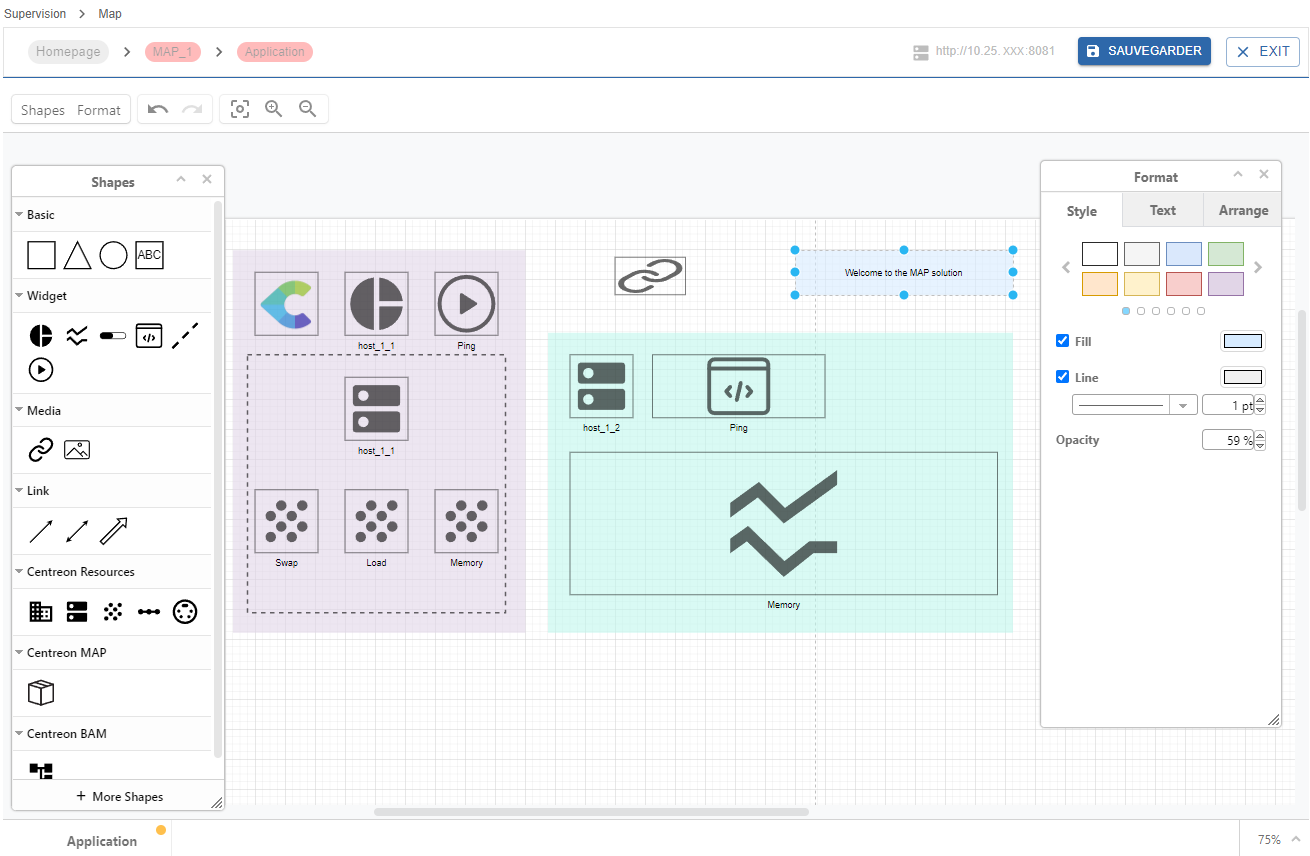 Supervision > Map
Homepage > MAP_1 > Application
http://10.25. XXX:8081
SAUVEGARDER
EXIT
Shapes Format
Shapes
Basic
ABC
Widget
Media
Link
Centreon Resources
Centreon MAP
Centreon BAM
+ More Shapes
host_1_1
Ping
host_1_1
Swap
Load
Memory
Welcome to the MAP solution
host_1_2
Ping
Memory
Format
Style
Text
Arrange
Fill
Line
1 pt
Opacity
59 %
Application
75%